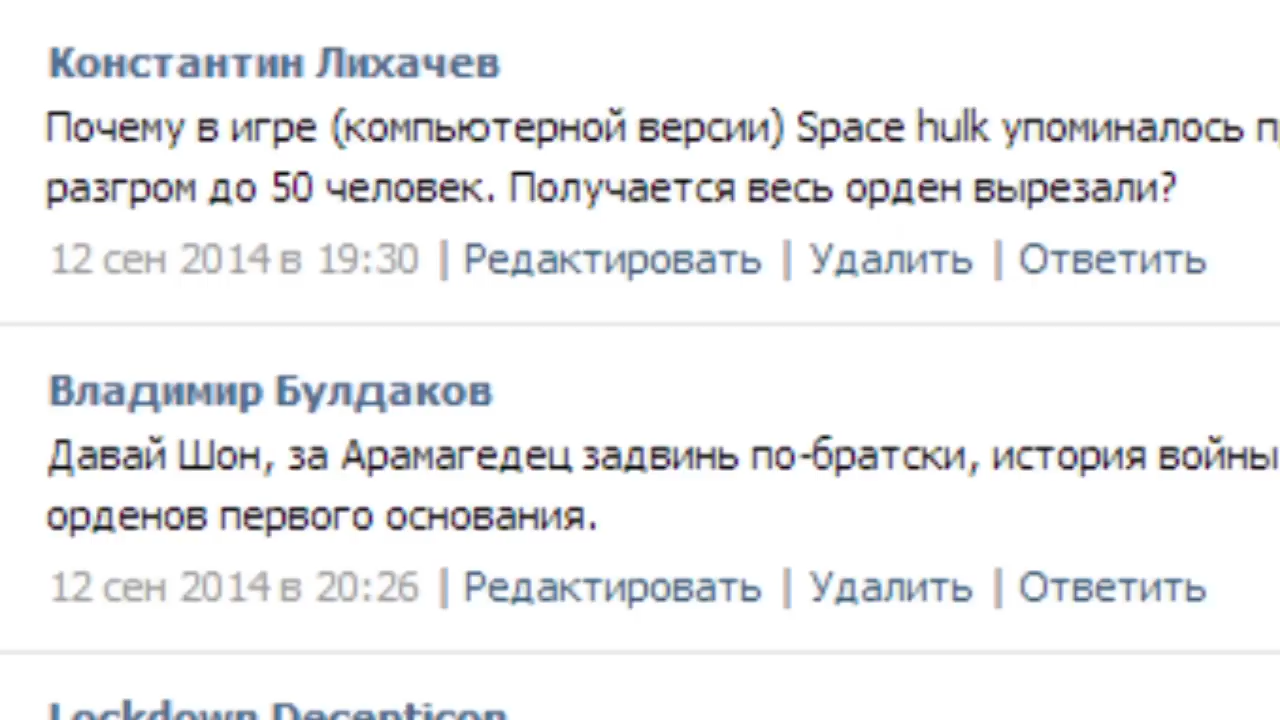 Константин Лихачев
Почему в игре (компьютерной версии) Space hulk упоминалось
разгром до 50 человек. Получается весь орден вырезали?
12 сен 2014 в 19:30 | Редактировать | Удалить | Ответить
Владимир Булдаков
Давай Шон, за Арамагедец задвинь по-братски, история войны
орденов первого основания.
12 сен 2014 в 20:26 | Редактировать | Удалить | Ответить
Lockdown Decepticon